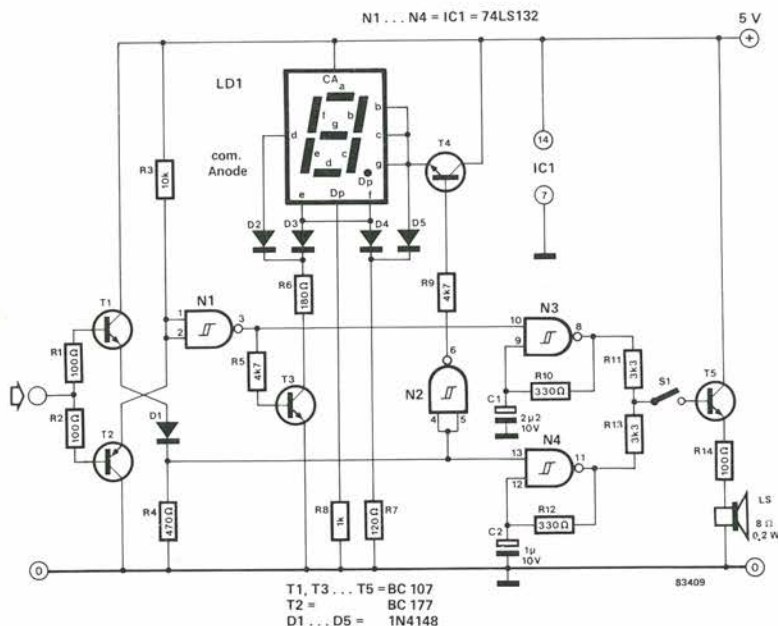 N1 . . . N4 = IC1 = 74LS132
5 V
+
LD1
CA
a
f
b
g
e
c
d
Dp
d
b
c
g
com.
Anode
e
Dp
f
T4
14
IC1
7
R3
10k
D2
D3
D4
D5
R6
180Ω
R9
4k7
T1
N1
1
2
3
R1
100Ω
R2
100Ω
T2
R5
4k7
T3
6
N2
4
5
N3
10
9
8
R10
330Ω
C1
2µ2
10V
R11
3k3
S1
T5
R13
3k3
N4
13
12
11
R12
330Ω
C2
1µ
10V
R14
100Ω
LS
8 Ω
0,2 W
D1
R4
470Ω
R8
1k
R7
120Ω
0
0
83409
T1, T3 . . . T5 = BC 107
T2 = BC 177
D1 . . . D5 = 1N4148